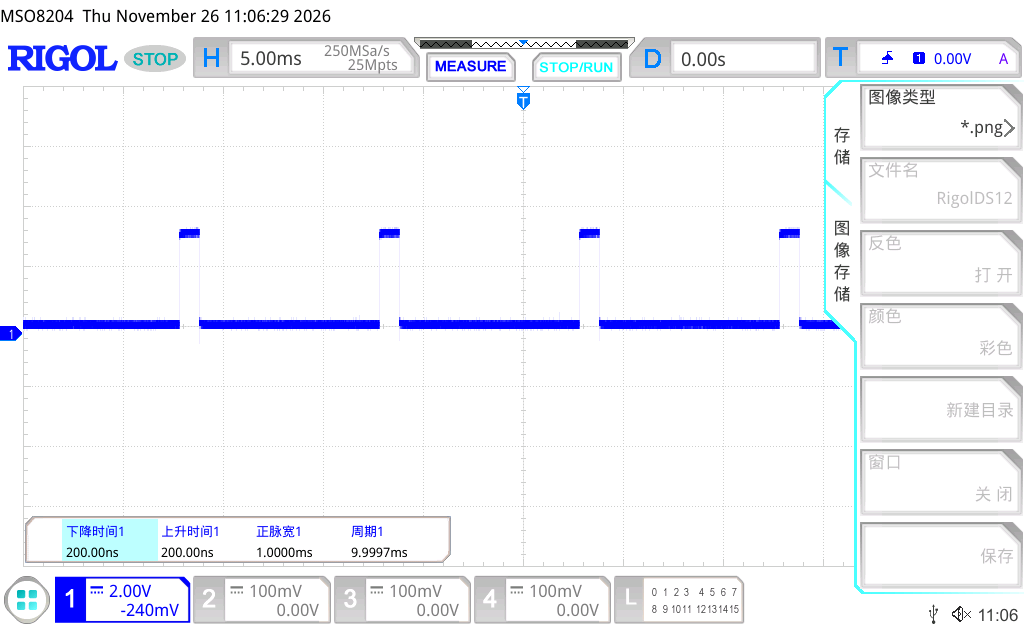 MSO8204 Thu November 26 11:06:29 2026
RIGOL STOP H 5.00ms 250MSa/s 25Mpts MEASURE STOP/RUN D 0.00s T 1 0.00V A
T
图像类型
*.png
存储
文件名
RigolDS12
图像存储
反色
打开
颜色
彩色
1
新建目录
窗口
关闭
下降时间1 上升时间1 正脉宽1 周期1
200.00ns 200.00ns 1.0000ms 9.9997ms
保存
1 2.00V -240mV
2 100mV 0.00V
3 100mV 0.00V
4 100mV 0.00V
L 0 1 2 3 4 5 6 7
8 9 10 11 12 13 14 15
11:06